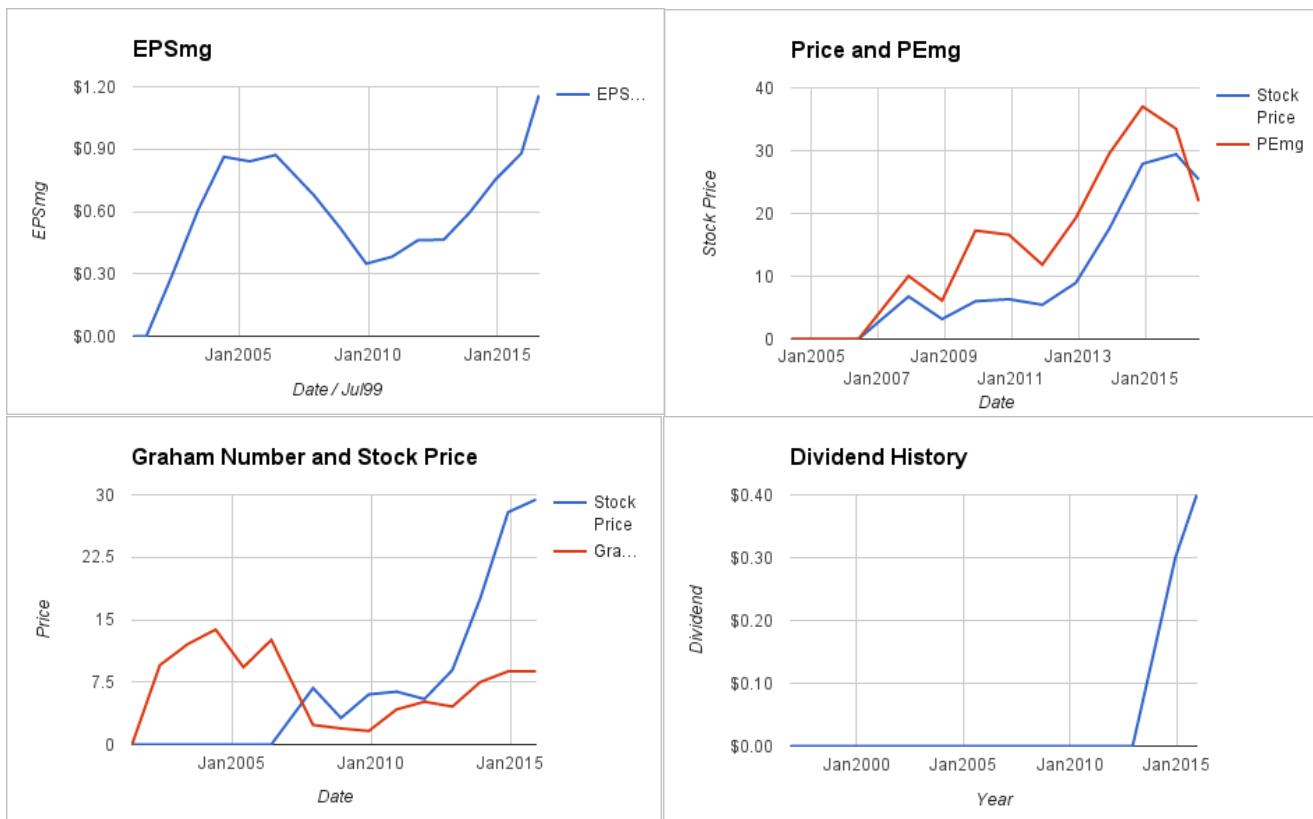 EPSmg
$1.20
$0.90
$0.60
$0.30
$0.00
EPSmg
Jan2005
Jan2010
Jan2015
Date / Jul99
EPS…
Price and PEmg
40
30
20
10
0
Stock Price
Jan2005
Jan2009
Jan2013
Jan2007
Jan2011
Jan2015
Date
Stock
Price
PEmg
Graham Number and Stock Price
30
22.5
15
7.5
0
Price
Jan2005
Jan2010
Jan2015
Date
Stock
Price
Gra…
Dividend History
$0.40
$0.30
$0.20
$0.10
$0.00
Dividend
Jan2000
Jan2005
Jan2010
Jan2015
Year